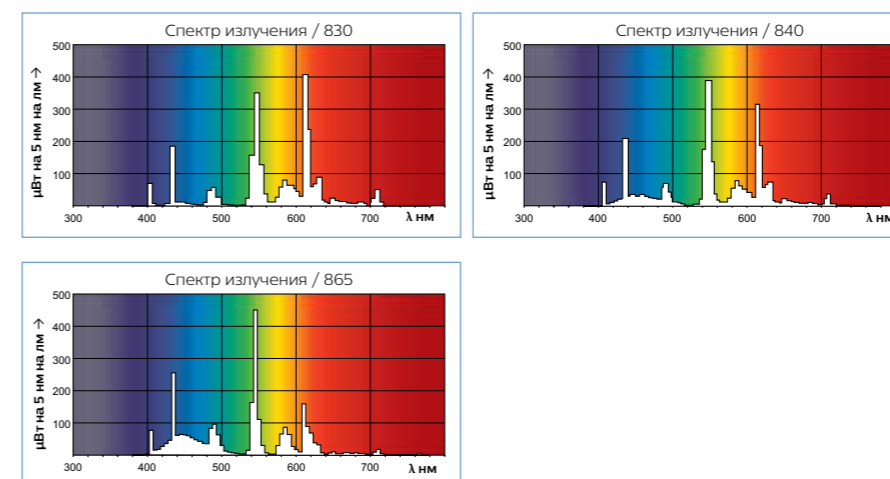 Спектр излучения / 830
µВт на 5 нм на лм →
500
400
300
200
100
300 400 500 600 700 λ нм
Спектр излучения / 840
µВт на 5 нм на лм →
500
400
300
200
100
300 400 500 600 700 λ нм
Спектр излучения / 865
µВт на 5 нм на лм →
500
400
300
200
100
300 400 500 600 700 λ нм